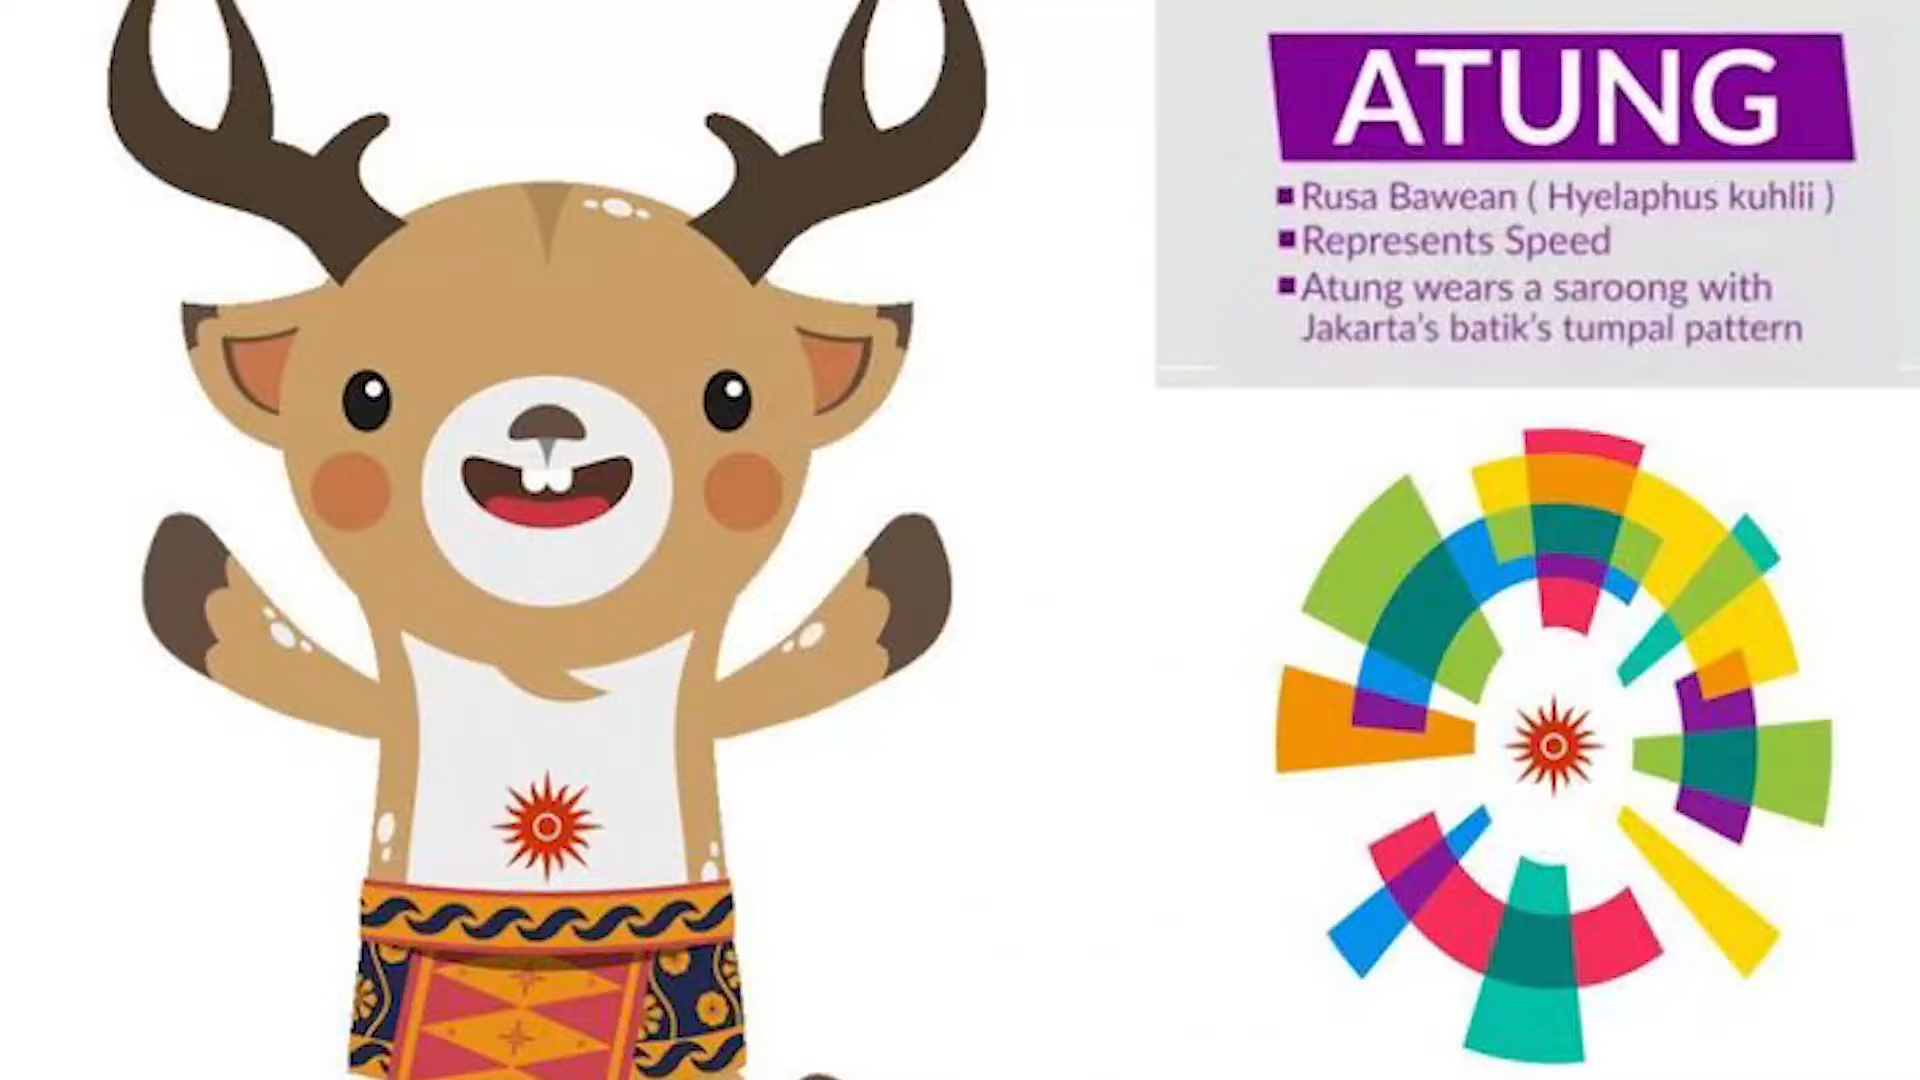 ATUNG
▪ Rusa Bawean ( Hyelaphus kuhlii )
▪ Represents Speed
▪ Atung wears a saroong with
Jakarta's batik's tumpal pattern